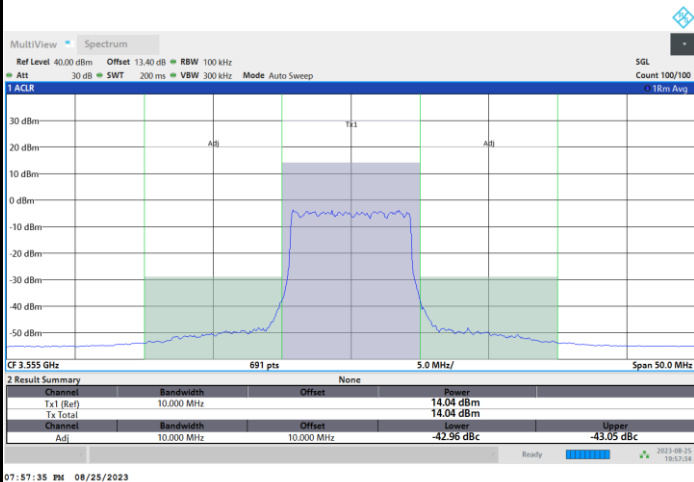 MultiView Spectrum
Ref Level 40.00 dBm Offset 13.40 dB RBW 100 kHz SGL
Att 30 dB SWT 200 ms VBW 300 kHz Mode Auto Sweep Count 100/100
1 ACLR 1Rm Avg
30 dBm
Tx1
20 dBm
Adj Adj
10 dBm
0 dBm
-10 dBm
-20 dBm
-30 dBm
-40 dBm
-50 dBm
CF 3.555 GHz 691 pts 5.0 MHz/ Span 50.0 MHz
2 Result Summary None
Channel Bandwidth Offset Power
Tx1 (Ref) 10.000 MHz 14.04 dBm
Tx Total 14.04 dBm
Channel Bandwidth Offset Lower Upper
Adj 10.000 MHz 10.000 MHz -42.96 dBc -43.05 dBc
Ready 2023-08-25
19:57:34
07:57:35 PM 08/25/2023